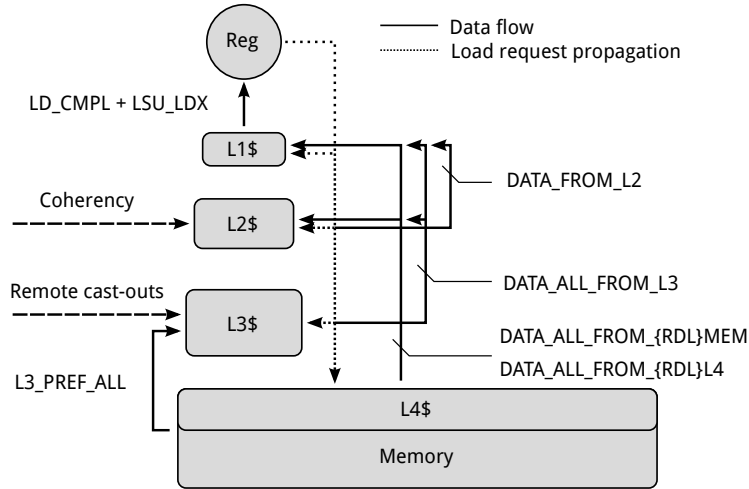 Reg
Data flow
Load request propagation
LD_CMPL + LSU_LDX
L1$
DATA_FROM_L2
Coherency
L2$
DATA_ALL_FROM_L3
Remote cast-outs
L3$
DATA_ALL_FROM_{RDL}MEM
DATA_ALL_FROM_{RDL}L4
L3_PREF_ALL
L4$
Memory